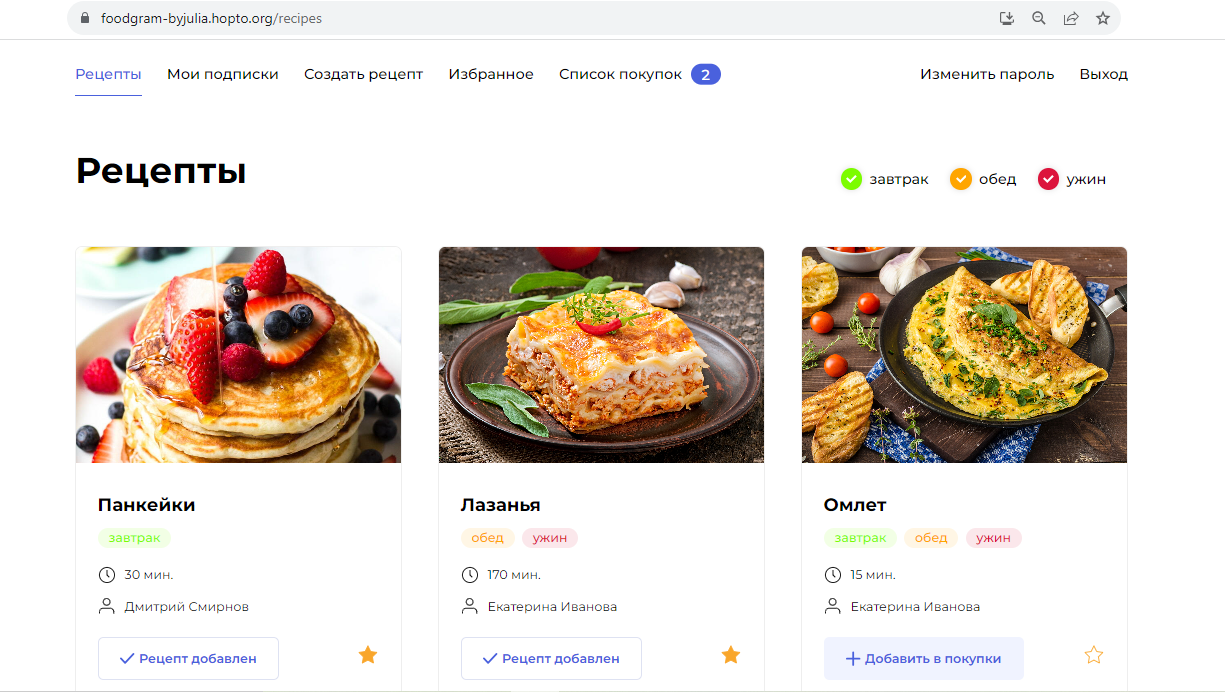 foodgram-byjulia.hopto.org/recipes
Рецепты Мои подписки Создать рецепт Избранное Список покупок 2 Изменить пароль Выход
Рецепты
завтрак обед ужин
Панкейки
завтрак
30 мин.
Дмитрий Смирнов
Рецепт добавлен
Лазанья
обед ужин
170 мин.
Екатерина Иванова
Рецепт добавлен
Омлет
завтрак обед ужин
15 мин.
Екатерина Иванова
Добавить в покупки